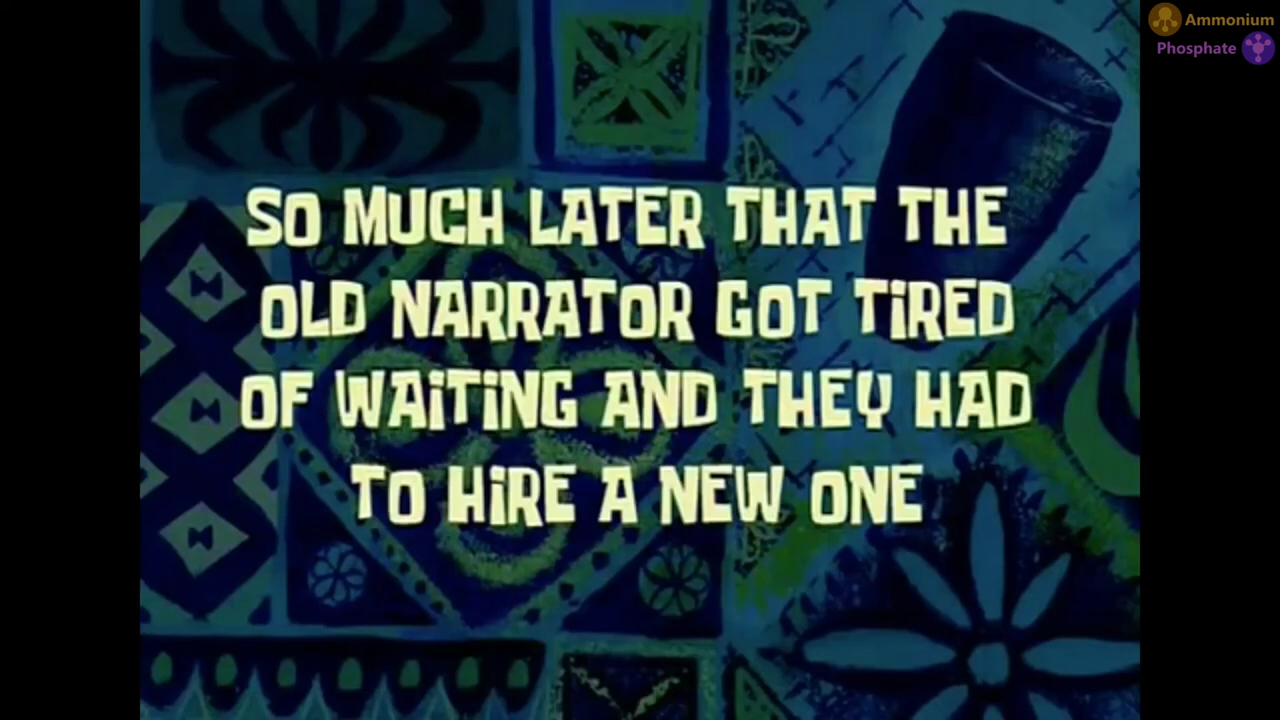 Ammonium
Phosphate
SO MUCH LATER THAT THE
OLD NARRATOR GOT TiRED
OF WAiTiNG AND THEY HAD
TO HiRE A NEW ONE